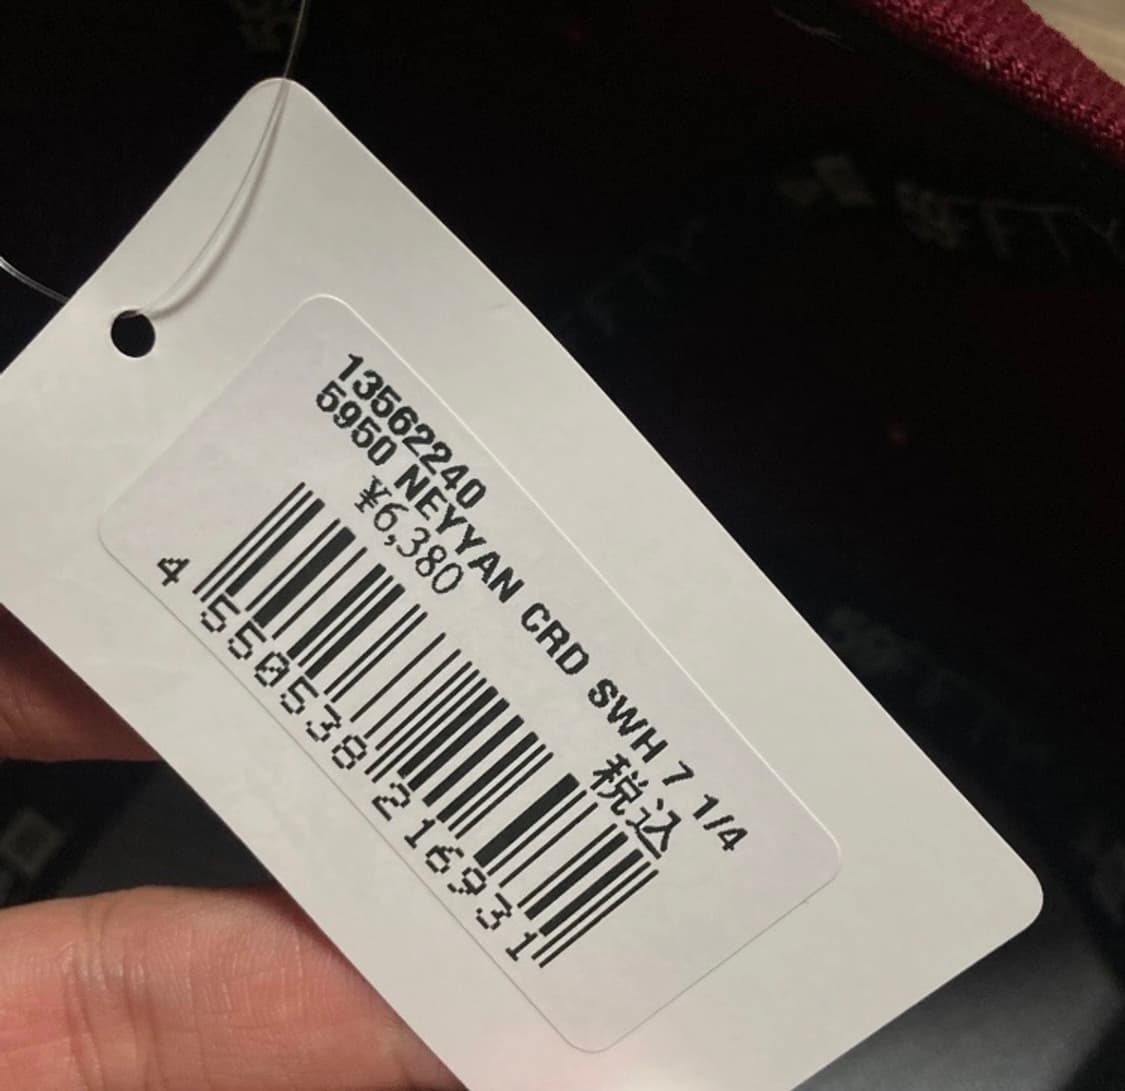 13562240
5950 NEYYAN CRD SWH 7 1/4
¥6,380 税込
4 550538 216931